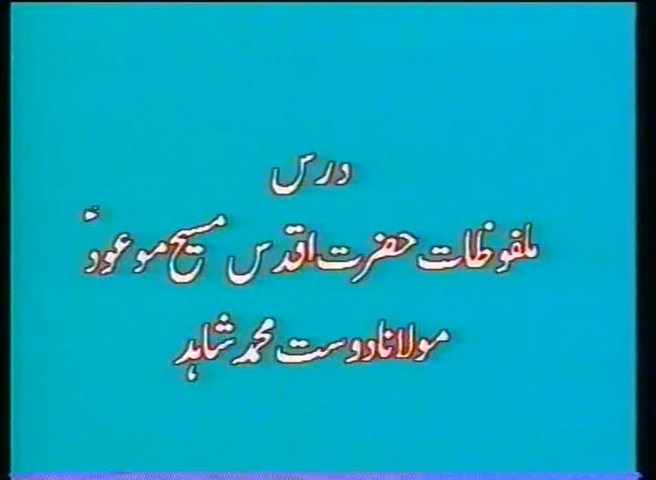 درس
ملفوظات حضرت اقدس مسیح موعودؑ
مولانا دوست محمد شاہد